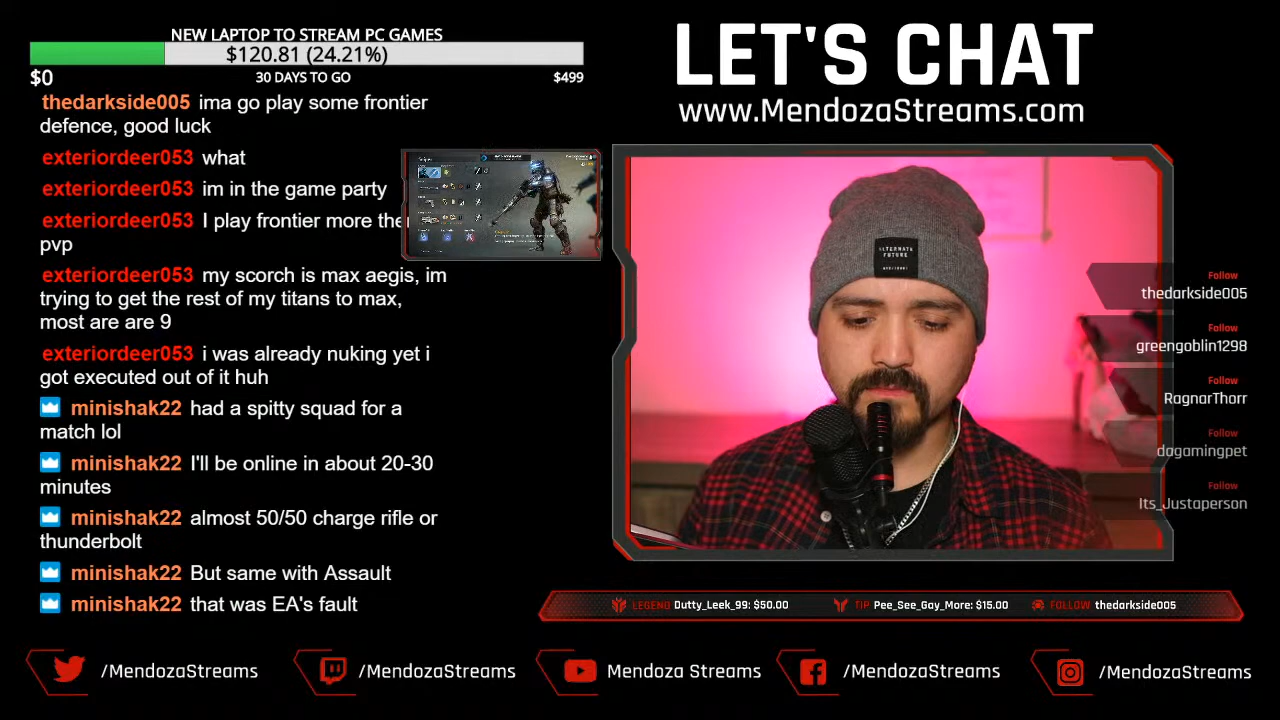 NEW LAPTOP TO STREAM PC GAMES
$120.81 (24.21%)
$0 30 DAYS TO GO $499
thedarkside005 ima go play some frontier
defence, good luck
exteriordeer053 what
exteriordeer053 im in the game party
exteriordeer053 I play frontier more the
pvp
exteriordeer053 my scorch is max aegis, im
trying to get the rest of my titans to max,
most are are 9
exteriordeer053 i was already nuking yet i
got executed out of it huh
minishak22 had a spitty squad for a
match lol
minishak22 I'll be online in about 20-30
minutes
minishak22 almost 50/50 charge rifle or
thunderbolt
minishak22 But same with Assault
minishak22 that was EA's fault
LET'S CHAT
www.MendozaStreams.com
ALTERNATE
FUTURE
Follow
thedarkside005
Follow
greengoblin1298
Follow
RagnarThorr
Follow
dagamingpet
Follow
Its_Justaperson
LEGEND Dutty_Leek_99: $50.00 TIP Pee_See_Gay_More: $15.00 FOLLOW thedarkside005
/MendozaStreams /MendozaStreams Mendoza Streams /MendozaStreams /MendozaStreams